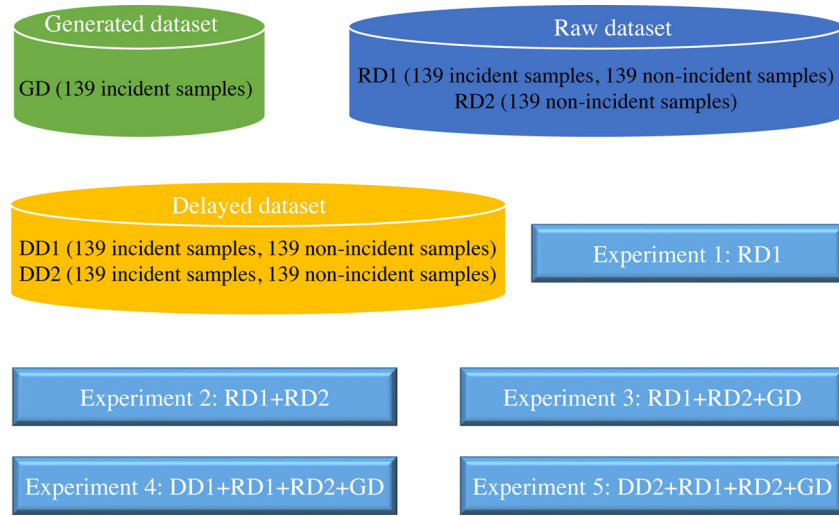 Generated dataset
GD (139 incident samples)
Raw dataset
RD1 (139 incident samples, 139 non-incident samples)
RD2 (139 non-incident samples)
Delayed dataset
DD1 (139 incident samples, 139 non-incident samples)
DD2 (139 incident samples, 139 non-incident samples)
Experiment 1: RD1
Experiment 2: RD1+RD2
Experiment 3: RD1+RD2+GD
Experiment 4: DD1+RD1+RD2+GD
Experiment 5: DD2+RD1+RD2+GD